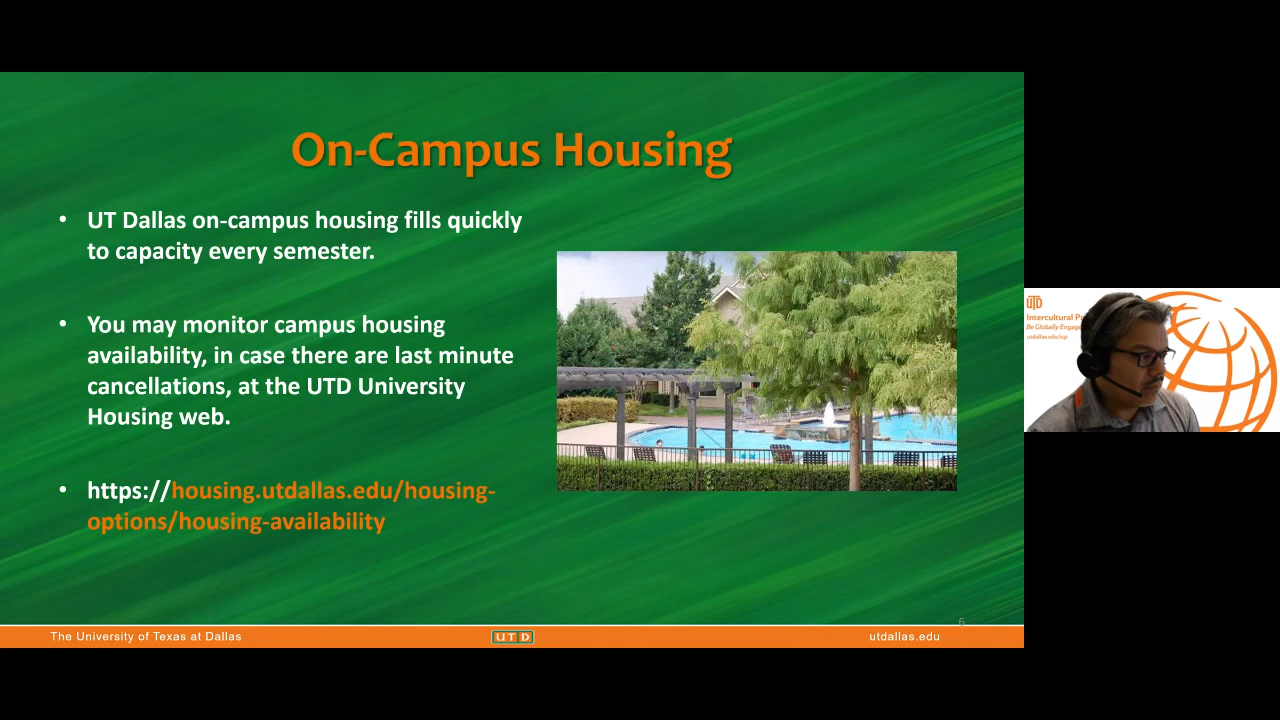 On-Campus Housing
• UT Dallas on-campus housing fills quickly
to capacity every semester.
• You may monitor campus housing
availability, in case there are last minute
cancellations, at the UTD University
Housing web.
• https://housing.utdallas.edu/housing-
options/housing-availability
6
The University of Texas at Dallas
UTD
utdallas.edu
UTD
Intercultural
Be Globally
utdallas.edu/icp